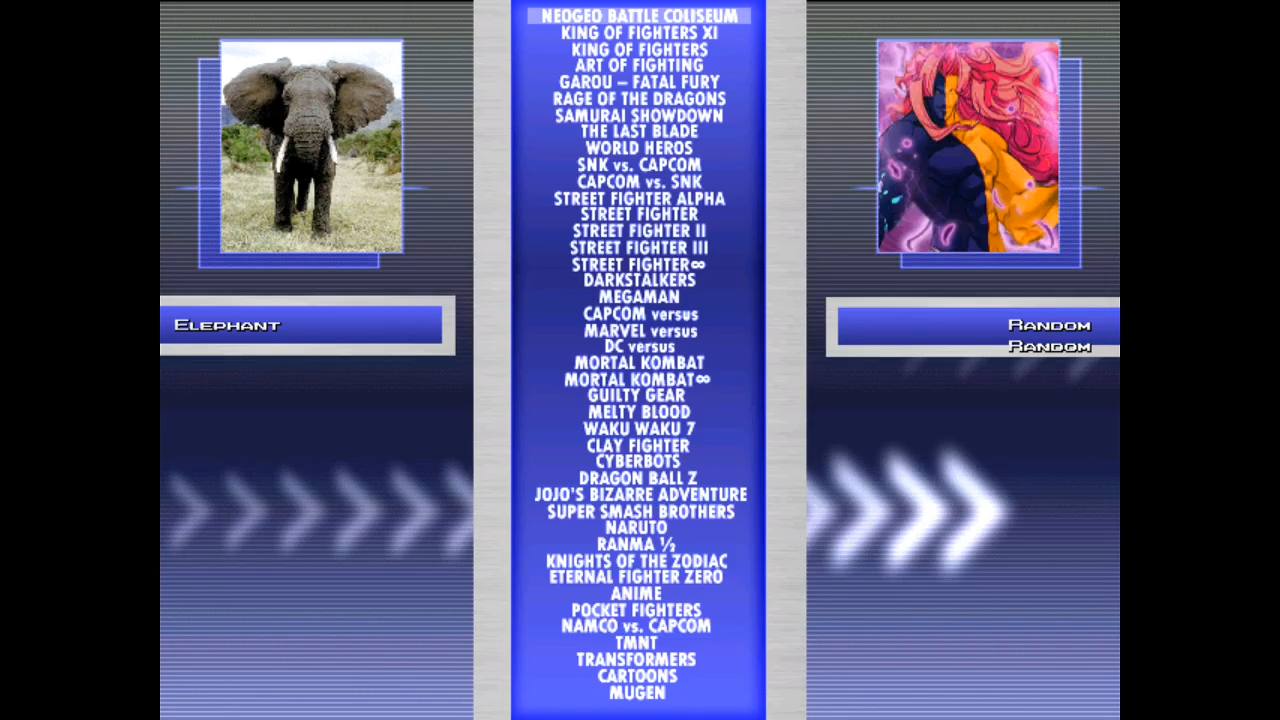 NEOGEO BATTLE COLISEUM
KING OF FIGHTERS XI
KING OF FIGHTERS
ART OF FIGHTING
GAROU – FATAL FURY
RAGE OF THE DRAGONS
SAMURAI SHOWDOWN
THE LAST BLADE
WORLD HEROS
SNK vs. CAPCOM
CAPCOM vs. SNK
STREET FIGHTER ALPHA
STREET FIGHTER
STREET FIGHTER II
STREET FIGHTER III
STREET FIGHTER∞
DARKSTALKERS
MEGAMAN
CAPCOM versus
MARVEL versus
DC versus
MORTAL KOMBAT
MORTAL KOMBAT∞
GUILTY GEAR
MELTY BLOOD
WAKU WAKU 7
CLAY FIGHTER
CYBERBOTS
DRAGON BALL Z
JOJO'S BIZARRE ADVENTURE
SUPER SMASH BROTHERS
NARUTO
RANMA ½
KNIGHTS OF THE ZODIAC
ETERNAL FIGHTER ZERO
ANIME
POCKET FIGHTERS
NAMCO vs. CAPCOM
TMNT
TRANSFORMERS
CARTOONS
MUGEN
ELEPHANT
RANDOM
RANDOM